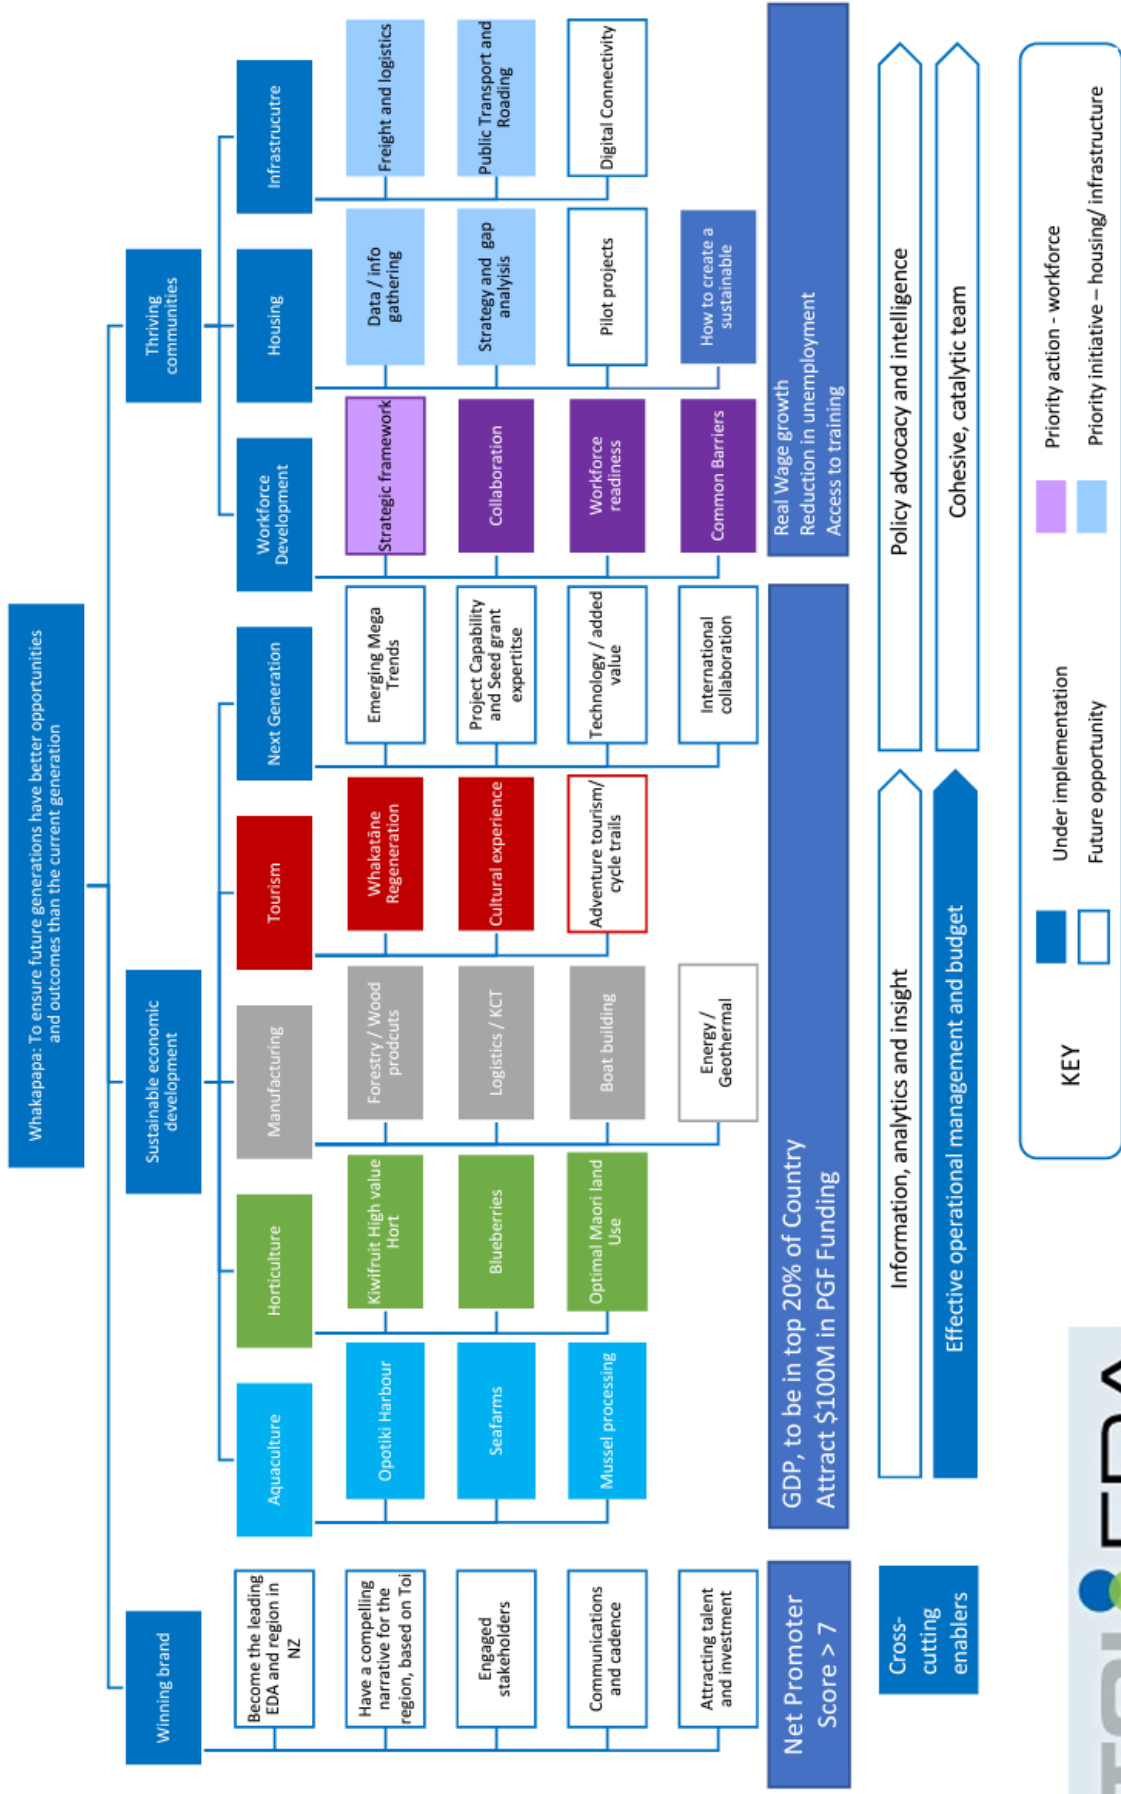 Whakapapa: To ensure future generations have better opportunities
and outcomes than the current generation
Winning brand
Become the leading
EDA and region in
NZ
Have a compelling
narrative for the
region, based on Toi
Engaged
stakeholders
Communications
and cadence
Attracting talent
and investment
Net Promoter
Score > 7
Sustainable economic
development
Aquaculture
Opotiki Harbour
Seafarms
Mussel processing
Horticulture
Kiwifruit High value
Hort
Blueberries
Optimal Maori land
Use
Manufacturing
Forestry / Wood
prodcuts
Logistics / KCT
Boat building
Energy /
Geothermal
Tourism
Whakatāne
Regeneration
Cultural experience
Adventure tourism/
cycle trails
Next Generation
Emerging Mega
Trends
Project Capability
and Seed grant
expertitse
Technology / added
value
International
collaboration
GDP, to be in top 20% of Country
Attract $100M in PGF Funding
Thriving
communities
Workforce
Development
Strategic framework
Collaboration
Workforce
readiness
Common Barriers
Housing
Data / info
gathering
Strategy and gap
analyisis
Pilot projects
How to create a
sustainable
Infrastrucutre
Freight and logistics
Public Transport and
Roading
Digital Connectivity
Real Wage growth
Reduction in unemployment
Access to training
Cross-
cutting
enablers
Information, analytics and insight
Policy advocacy and intelligence
Effective operational management and budget
Cohesive, catalytic team
KEY
Under implementation
Future opportunity
Priority action - workforce
Priority initiative – housing/ infrastructure